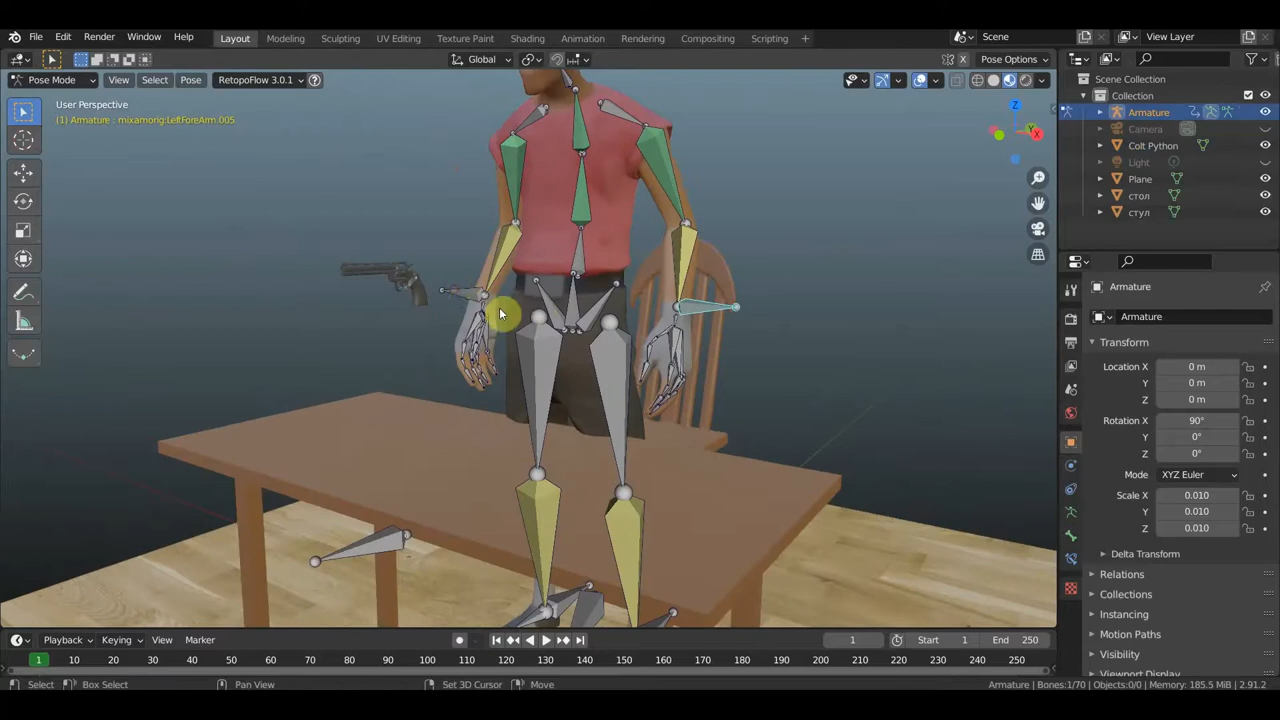 File Edit Render Window Help Layout Modeling Sculpting UV Editing Texture Paint Shading Animation Rendering Compositing Scripting + Scene View Layer
Global X Pose Options
Pose Mode View Select Pose RetopoFlow 3.0.1
User Perspective
(1) Armature : mixamorig:LeftForeArm.005
Z
Y
X
Scene Collection
Collection
Armature
Camera
Colt Python
Light
Plane
стол
стул
Armature
Armature
Transform
Location X 0 m
Y 0 m
Z 0 m
Rotation X 90°
Y 0°
Z 0°
Mode XYZ Euler
Scale X 0.010
Y 0.010
Z 0.010
Delta Transform
Relations
Collections
Instancing
Motion Paths
Visibility
Playback Keying View Marker 1 Start 1 End 250
1 10 20 30 40 50 60 70 80 90 100 110 120 130 140 150 160 170 180 190 200 210 220 230 240 250
Select Box Select Pan View Set 3D Cursor Move Armature | Bones:1/70 | Objects:0/0 | Memory: 185.5 MiB | 2.91.2